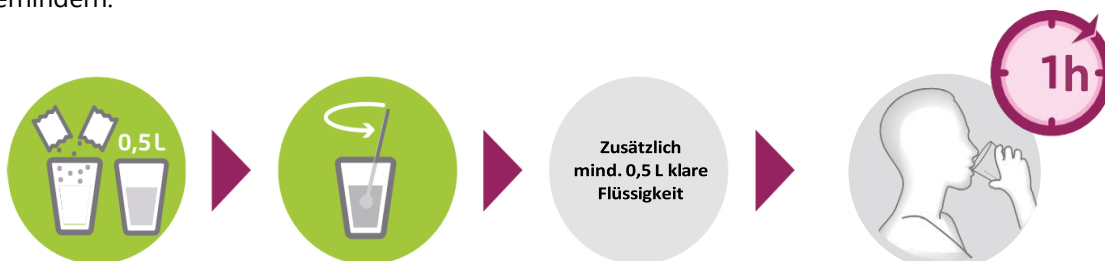 0,5 L
Zusätzlich
mind. 0,5 L klare
Flüssigkeit
1h